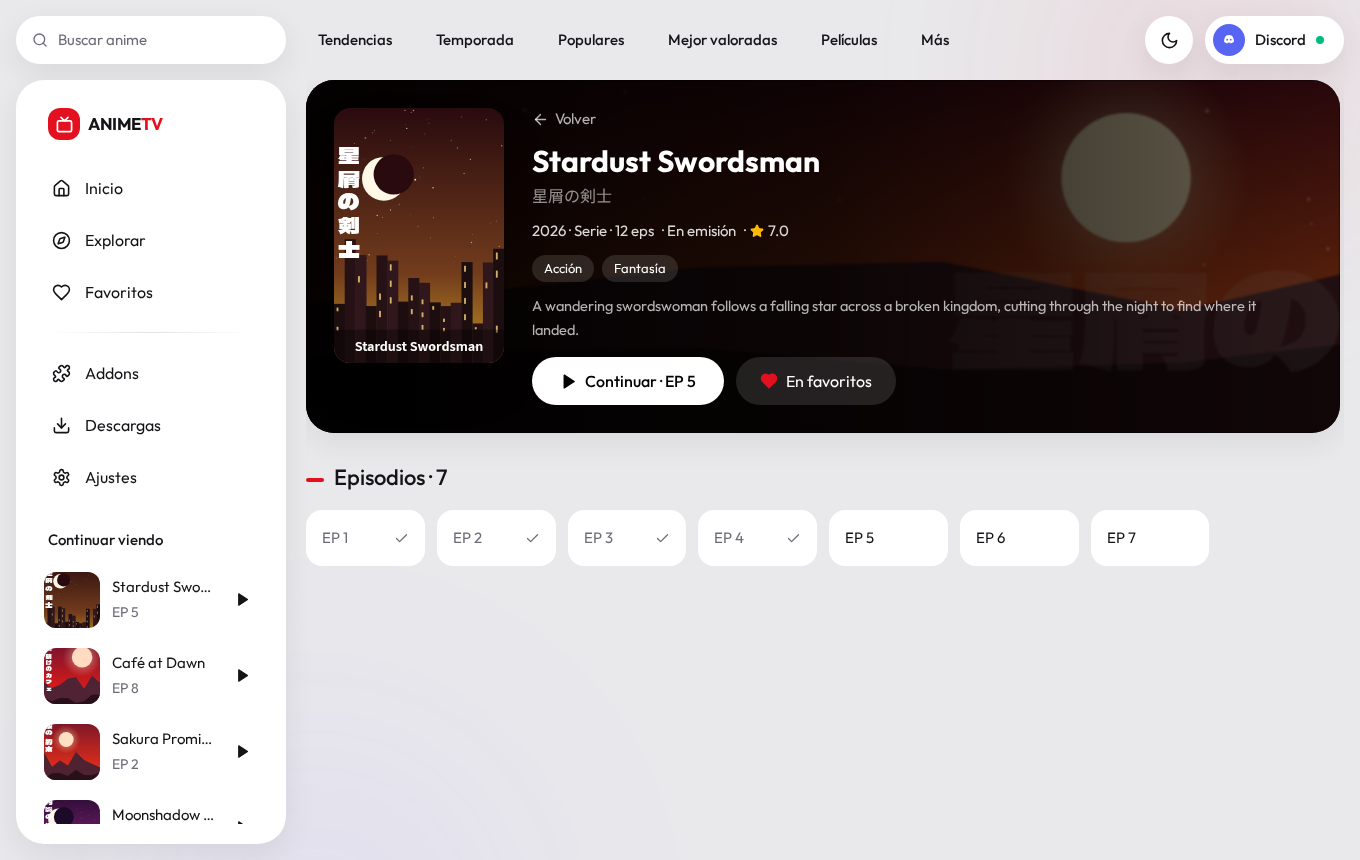 Buscar anime
Tendencias
Temporada
Populares
Mejor valoradas
Películas
Más
Discord
ANIMETV
Inicio
Explorar
Favoritos
Addons
Descargas
Ajustes
Continuar viendo
Stardust Swo...
EP 5
Café at Dawn
EP 8
Sakura Promi...
EP 2
Moonshadow ...
星屑の剣士
Stardust Swordsman
Volver
Stardust Swordsman
星屑の剣士
2026 · Serie · 12 eps · En emisión · 7.0
Acción
Fantasía
A wandering swordswoman follows a falling star across a broken kingdom, cutting through the night to find where it
landed.
Continuar · EP 5
En favoritos
星屑の
Episodios · 7
EP 1
EP 2
EP 3
EP 4
EP 5
EP 6
EP 7